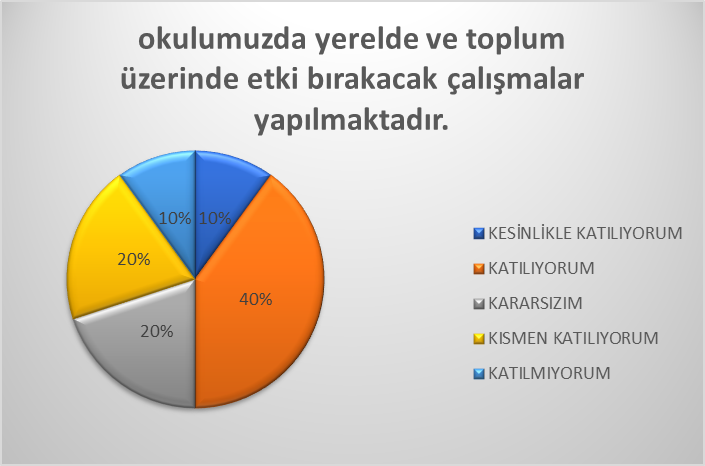 okulumuzda yerelde ve toplum
üzerinde etki bırakacak çalışmalar
yapılmaktadır.
10%
10%
20%
40%
20%
KESİNLİKLE KATILIYORUM
KATILIYORUM
KARARSIZIM
KISMEN KATILIYORUM
KATILMIYORUM